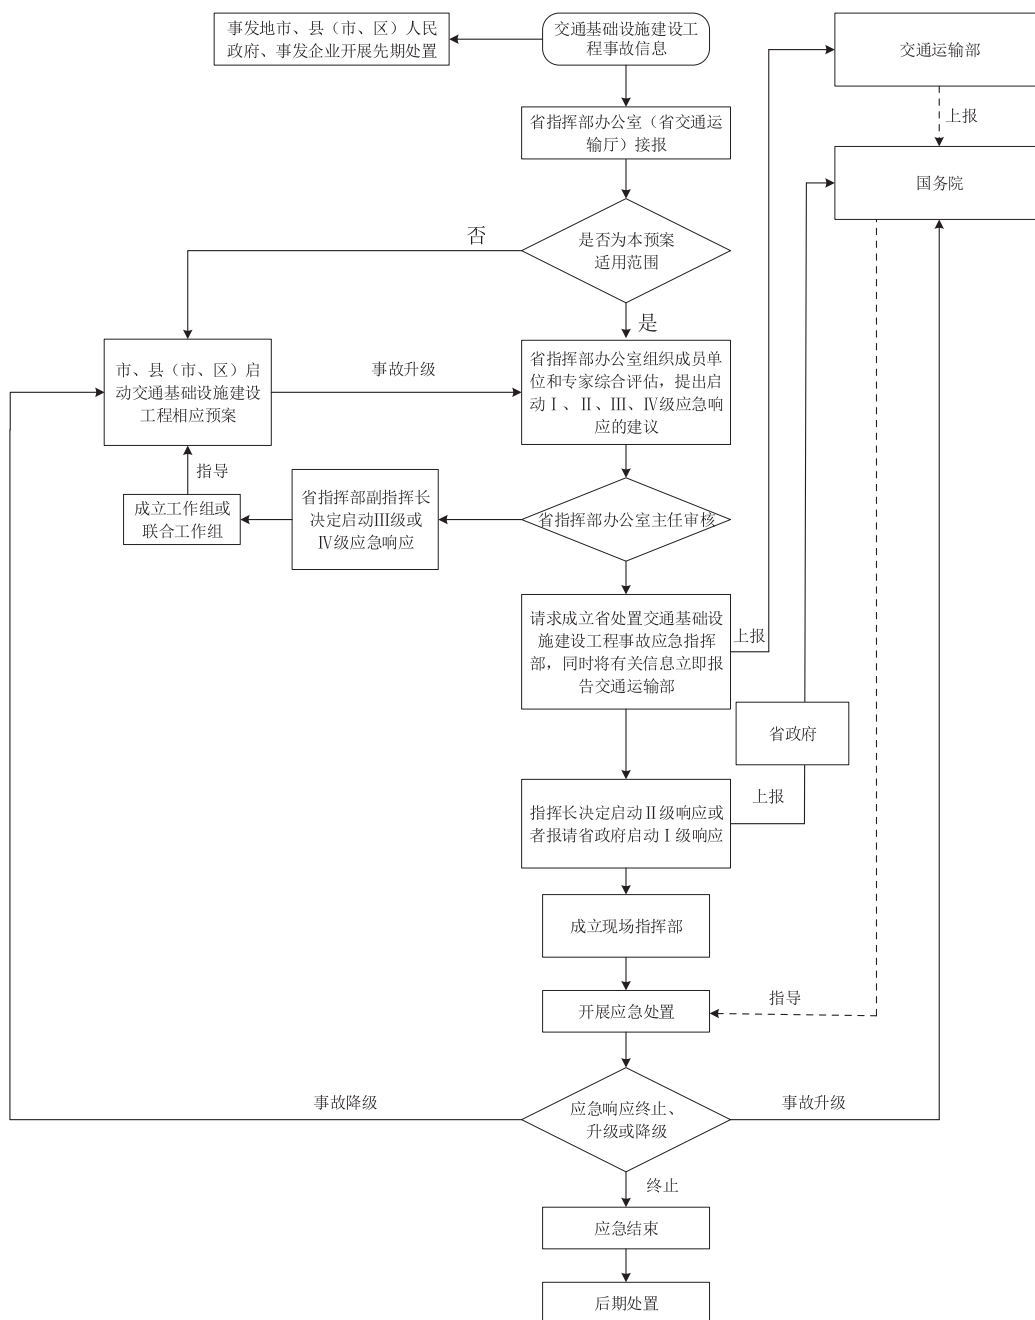 事发地市、县（市、区）人民
政府、事发企业开展先期处置
交通基础设施建设工
程事故信息
交通运输部
上报
省指挥部办公室（省交通运
输厅）接报
国务院
否
是否为本预案
适用范围
是
市、县（市、区）启
动交通基础设施建设
工程相应预案
事故升级
省指挥部办公室组织成员单
位和专家综合评估，提出启
动Ⅰ、Ⅱ、Ⅲ、Ⅳ级应急响
应的建议
指导
成立工作组或
联合工作组
省指挥部副指挥长
决定启动Ⅲ级或
Ⅳ级应急响应
省指挥部办公室主任审核
请求成立省处置交通基础设
施建设工程事故应急指挥
部，同时将有关信息立即报
告交通运输部
上报
省政府
指挥长决定启动Ⅱ级响应或
者报请省政府启动Ⅰ级响应
上报
成立现场指挥部
开展应急处置
指导
事故降级
应急响应终止、
升级或降级
事故升级
终止
应急结束
后期处置